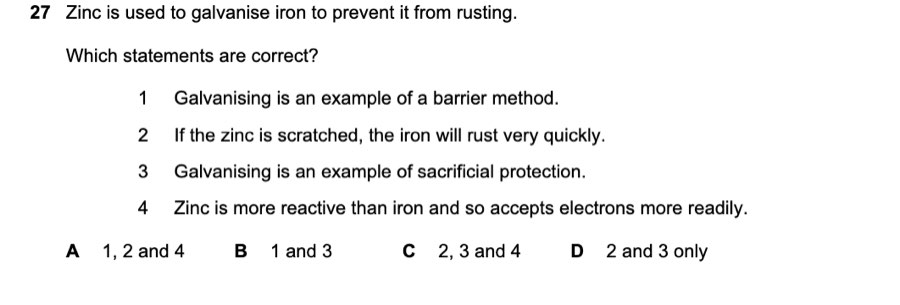 27 Zinc is used to galvanise iron to prevent it from rusting.
Which statements are correct?
1 Galvanising is an example of a barrier method.
2 If the zinc is scratched, the iron will rust very quickly.
3 Galvanising is an example of sacrificial protection.
4 Zinc is more reactive than iron and so accepts electrons more readily.
A 1, 2 and 4 B 1 and 3 C 2, 3 and 4 D 2 and 3 only